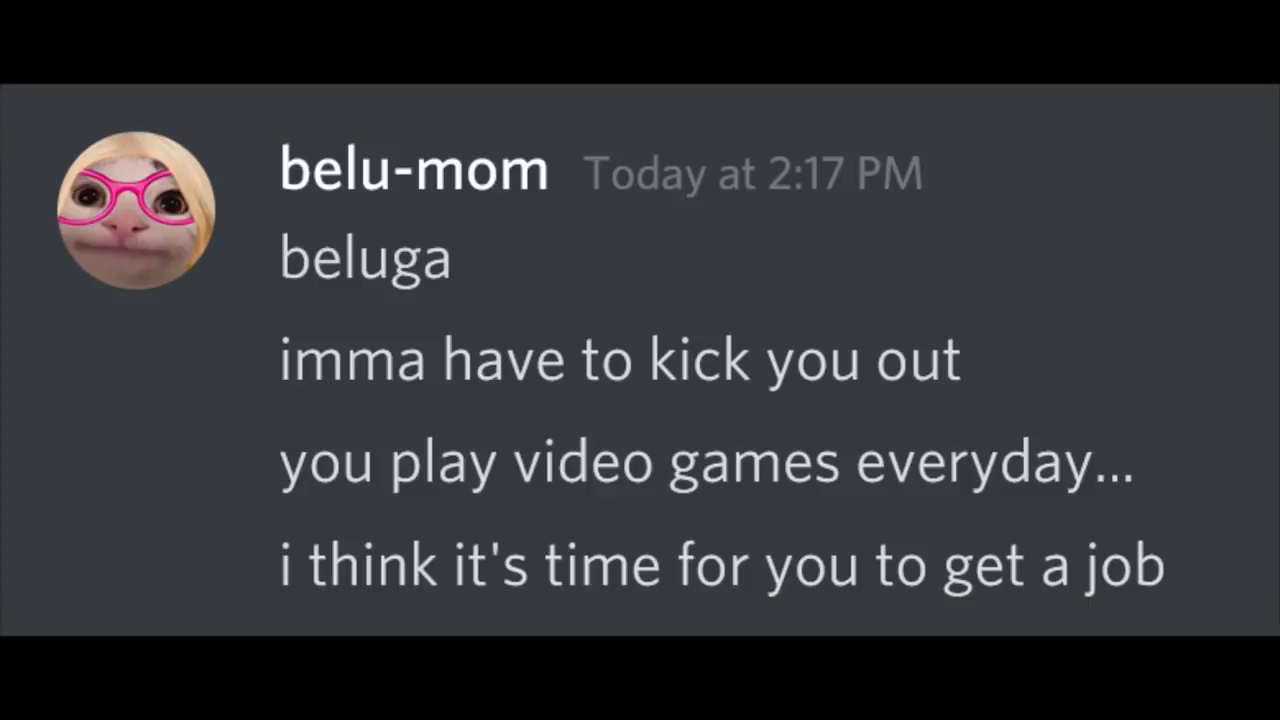 belu-mom Today at 2:17 PM
beluga
imma have to kick you out
you play video games everyday...
i think it's time for you to get a job